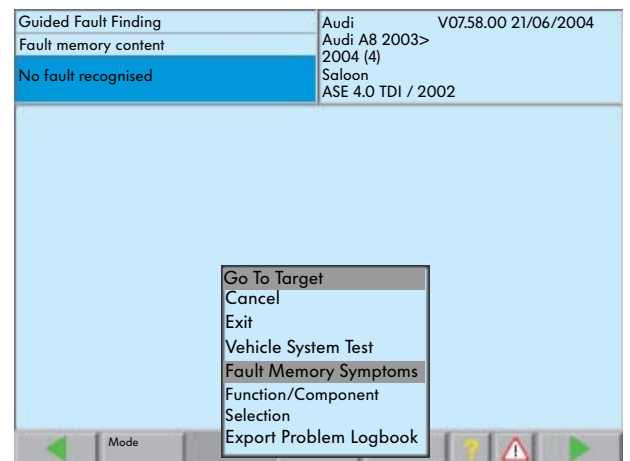 Guided Fault Finding
Fault memory content
No fault recognised
Audi V07.58.00 21/06/2004
Audi A8 2003>
2004 (4)
Saloon
ASE 4.0 TDI / 2002
Go To Target
Cancel
Exit
Vehicle System Test
Fault Memory Symptoms
Function/Component
Selection
Export Problem Logbook
Mode
?
!